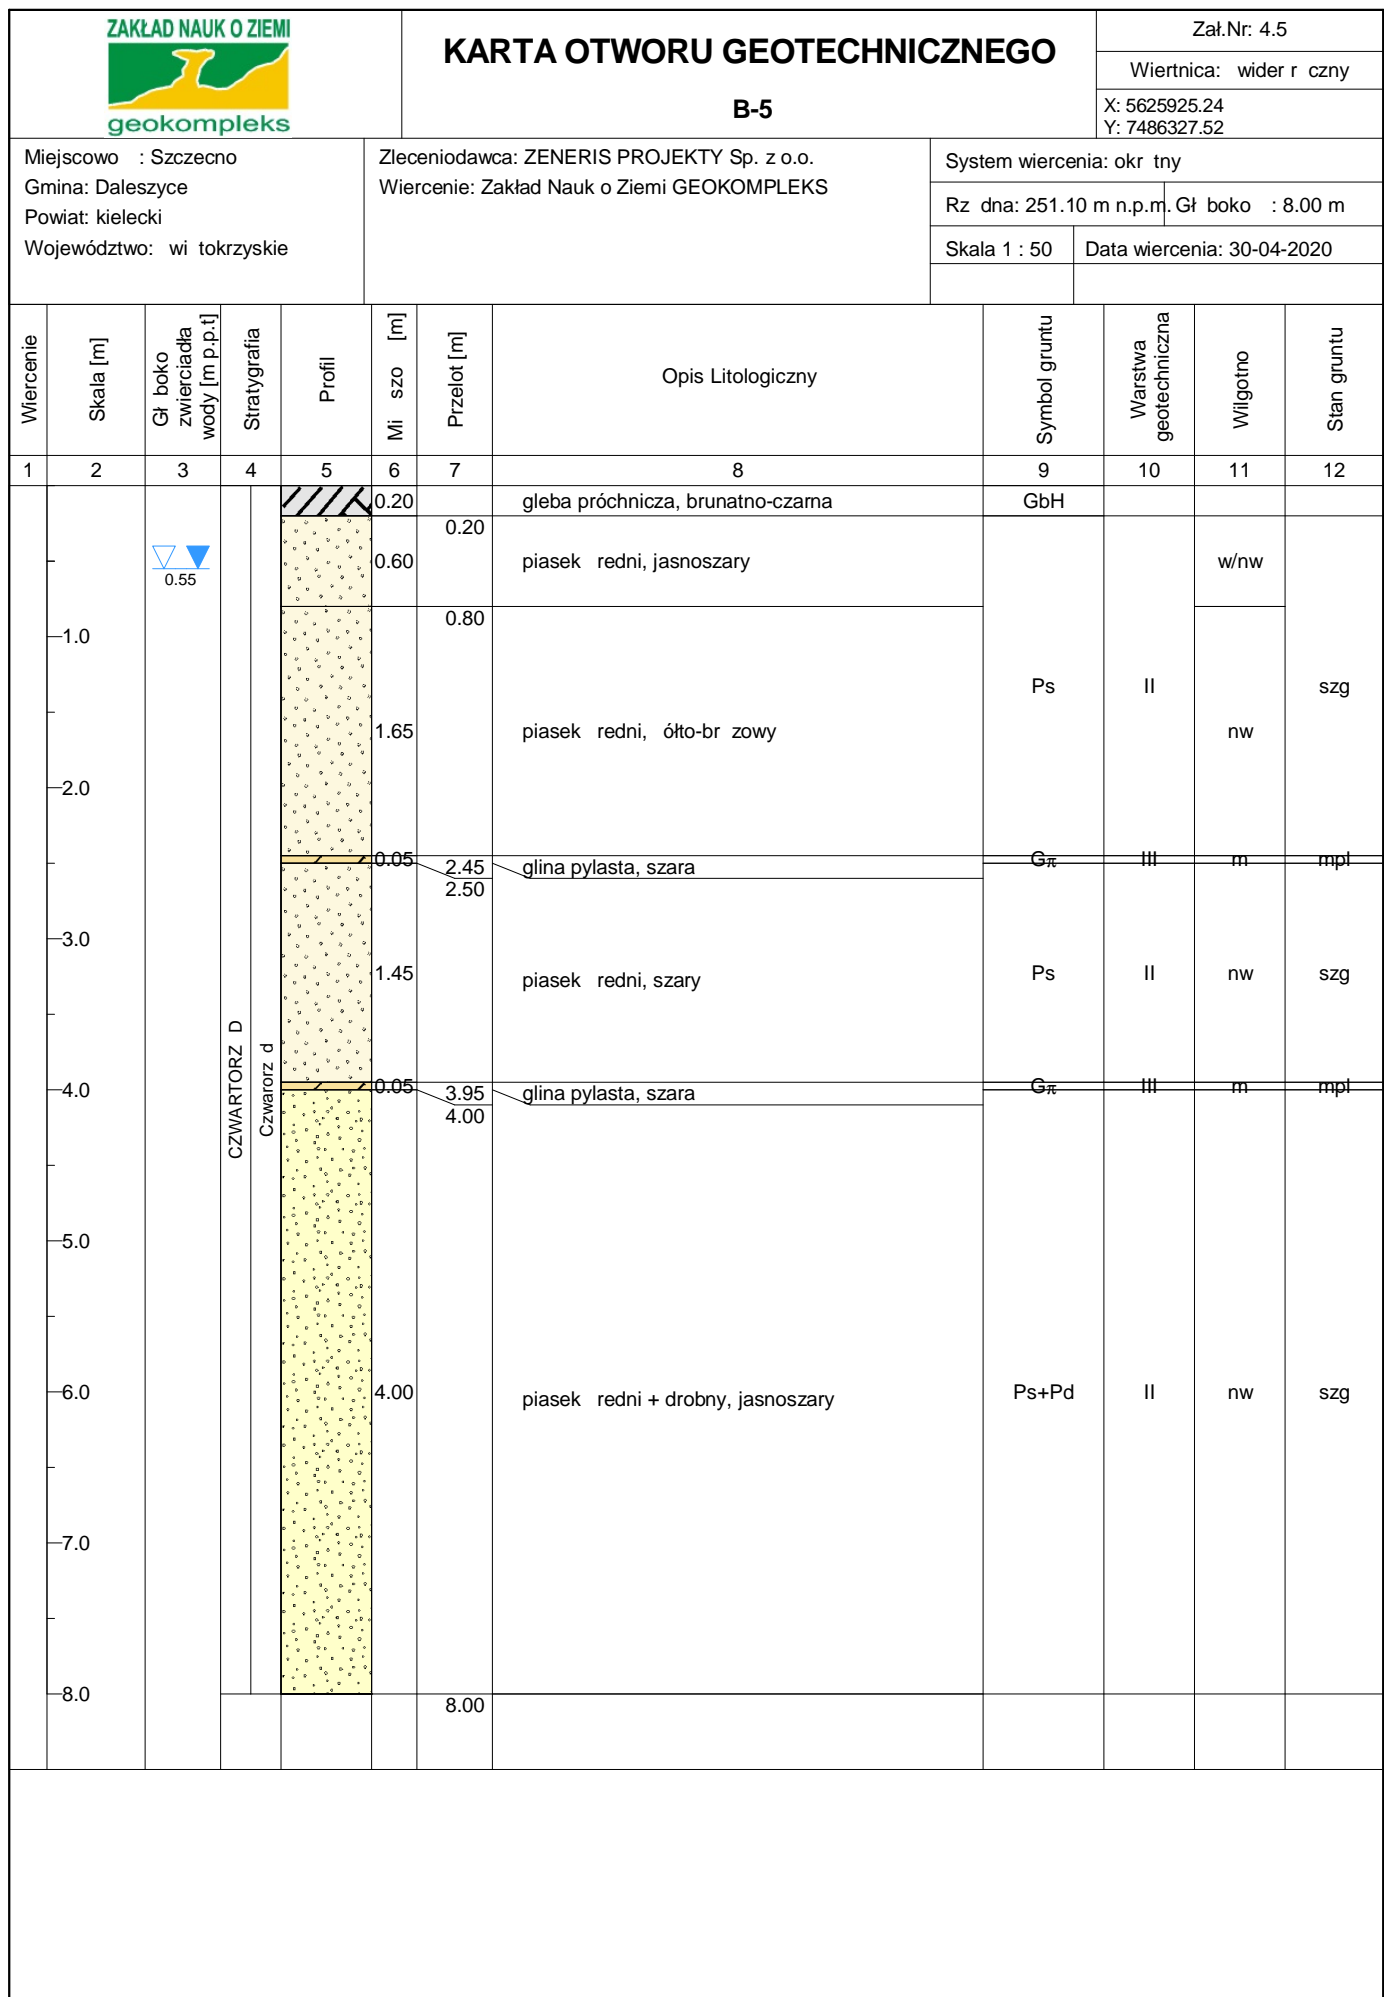 ZAKŁAD NAUK O ZIEMI
geokompleks
KARTA OTWORU GEOTECHNICZNEGO
B-5
Zał.Nr: 4.5
Wiertnica: wider r czny
X: 5625925.24
Y: 7486327.52
Miejscowo : Szczecno
Gmina: Daleszyce
Powiat: kielecki
Województwo: wi tokrzyskie
Zleceniodawca: ZENERIS PROJEKTY Sp. z o.o.
Wiercenie: Zakład Nauk o Ziemi GEOKOMPLEKS
System wiercenia: okr tny
Rz dna: 251.10 m n.p.m. Gł boko : 8.00 m
Skala 1 : 50 Data wiercenia: 30-04-2020
Wiercenie
Skala [m]
Gł boko
zwierciadła
wody [m p.p.t]
Stratygrafia
Profil
Mi szo [m]
Przelot [m]
Opis Litologiczny
Symbol gruntu
Warstwa
geotechniczna
Wilgotno
Stan gruntu
1 2 3 4 5 6 7 8 9 10 11 12
0.20 gleba próchnicza, brunatno-czarna GbH
0.20
0.60 piasek redni, jasnoszary w/nw
0.55
0.80
1.0
Ps II szg
1.65 piasek redni, ółto-br zowy nw
2.0
0.05 2.45 glina pylasta, szara Gπ III m mpl
2.50
3.0
1.45 piasek redni, szary Ps II nw szg
CZWARTORZ D
Czwarorz d
4.0 0.05 3.95 glina pylasta, szara Gπ III m mpl
4.00
5.0
6.0 4.00 piasek redni + drobny, jasnoszary Ps+Pd II nw szg
7.0
8.0
8.00